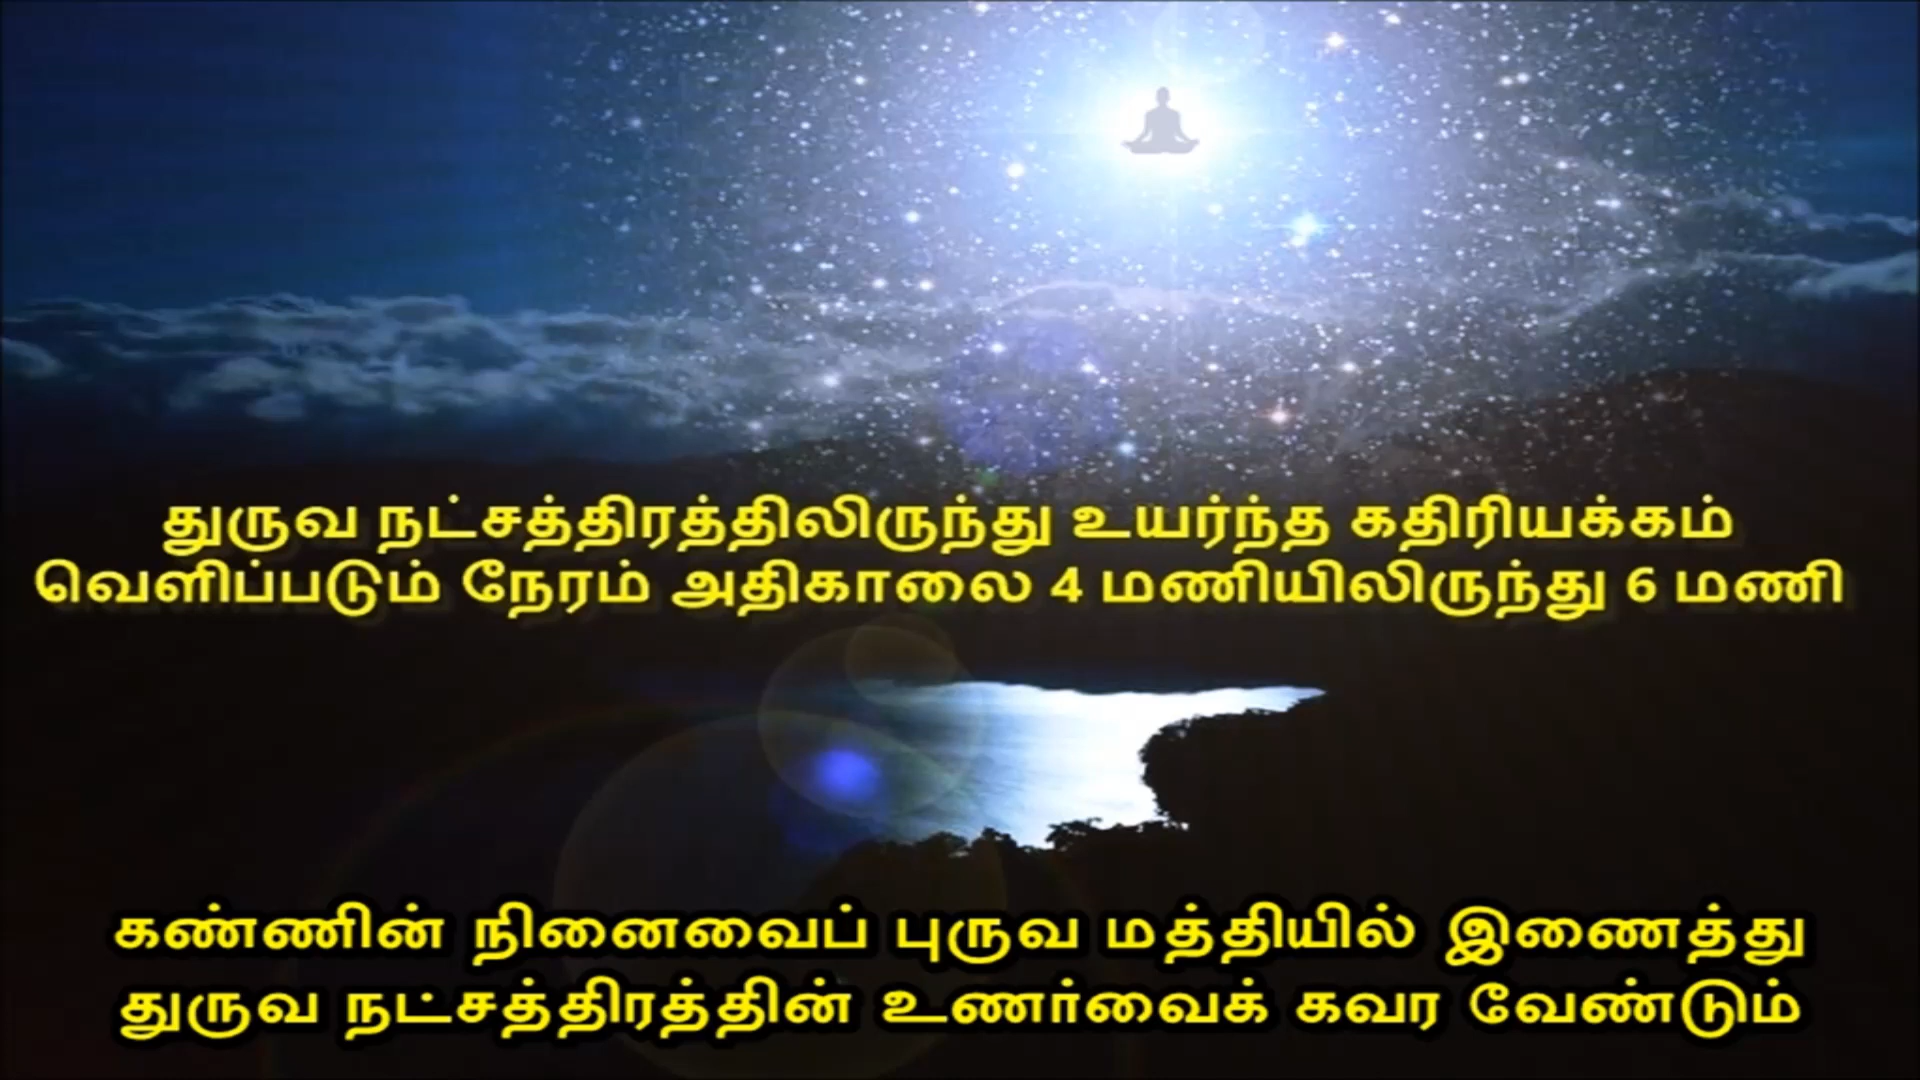 துருவ நட்சத்திரத்திலிருந்து உயர்ந்த கதிரியக்கம்
வெளிப்படும் நேரம் அதிகாலை 4 மணியிலிருந்து 6 மணி
கண்ணின் நினைவைப் புருவ மத்தியில் இணைத்து
துருவ நட்சத்திரத்தின் உணர்வைக் கவர வேண்டும்